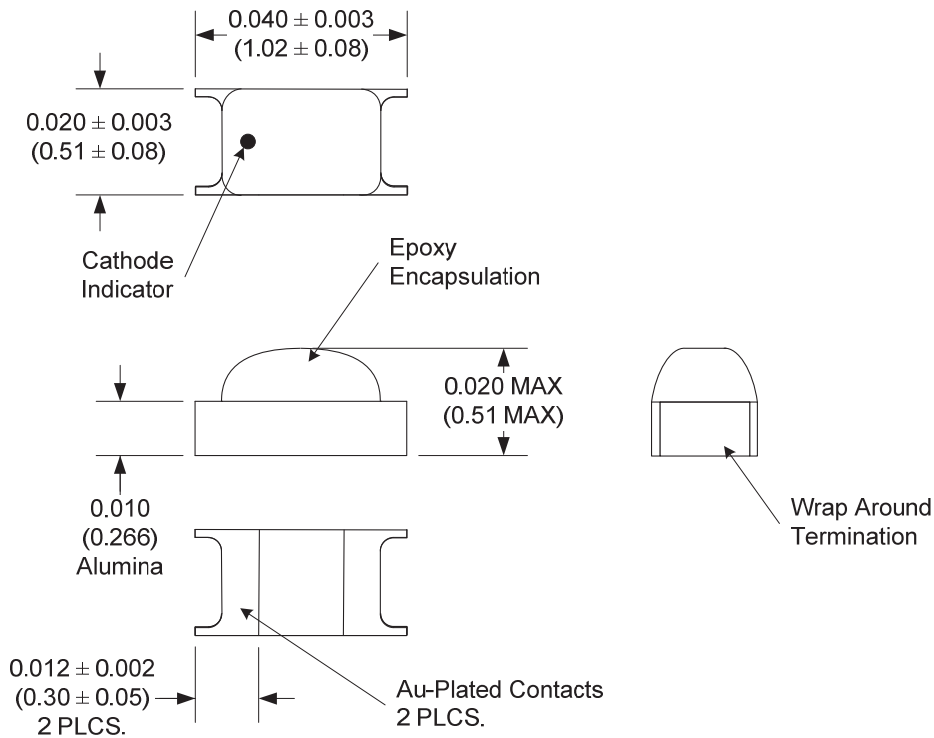 0.040 ± 0.003
(1.02 ± 0.08)
0.020 ± 0.003
(0.51 ± 0.08)
Cathode
Indicator
Epoxy
Encapsulation
0.020 MAX
(0.51 MAX)
0.010
(0.266)
Alumina
Wrap Around
Termination
0.012 ± 0.002
(0.30 ± 0.05)
2 PLCS.
Au-Plated Contacts
2 PLCS.